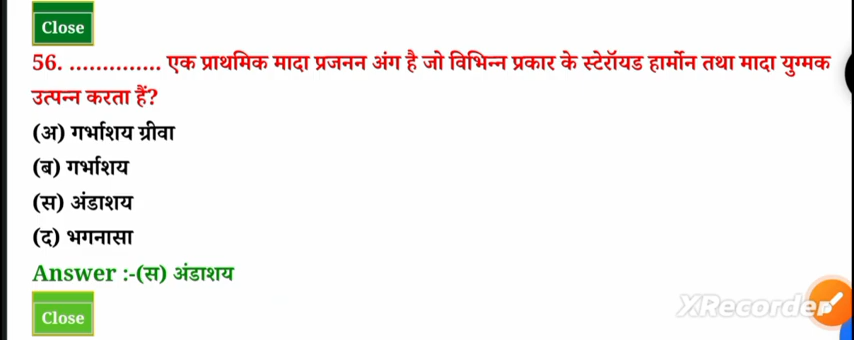 Close
56. .............. एक प्राथमिक मादा प्रजनन अंग है जो विभिन्न प्रकार के स्टेरॉयड हार्मोन तथा मादा युग्मक
उत्पन्न करता हैं?
(अ) गर्भाशय ग्रीवा
(ब) गर्भाशय
(स) अंडाशय
(द) भगनासा
Answer :-(स) अंडाशय
XRecorder
Close